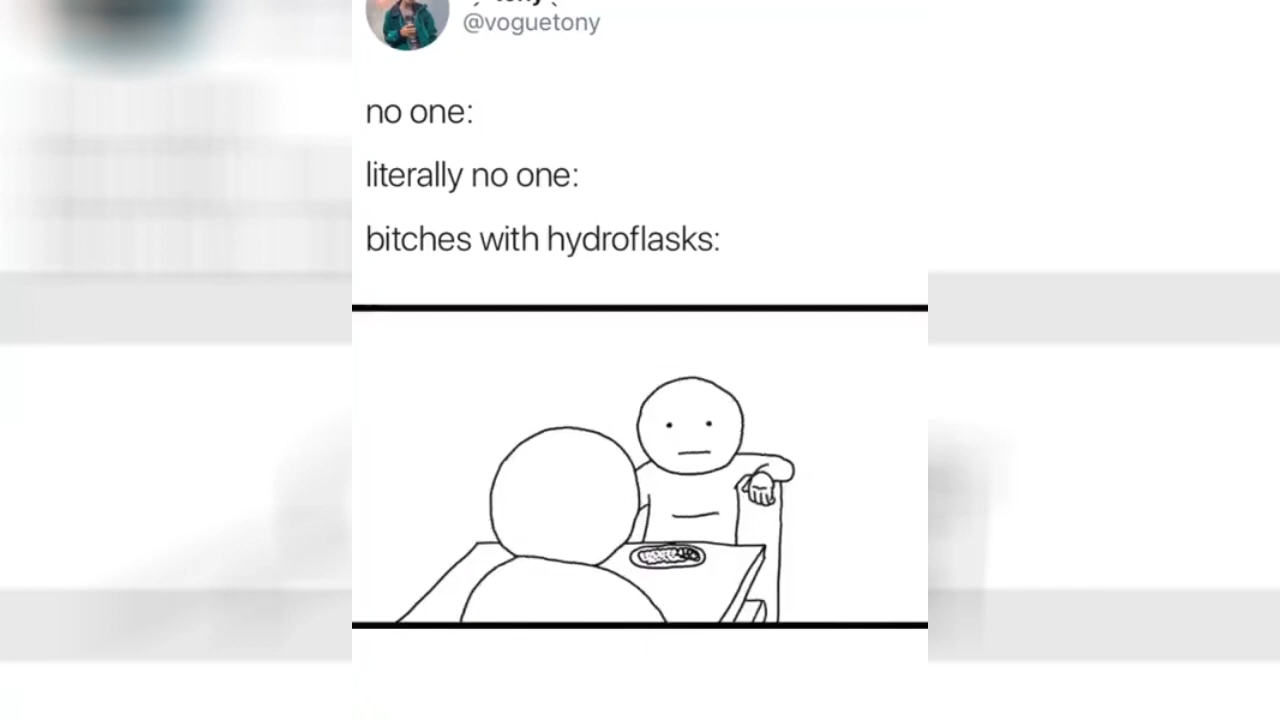 @voguetony
no one:
literally no one:
bitches with hydroflasks: